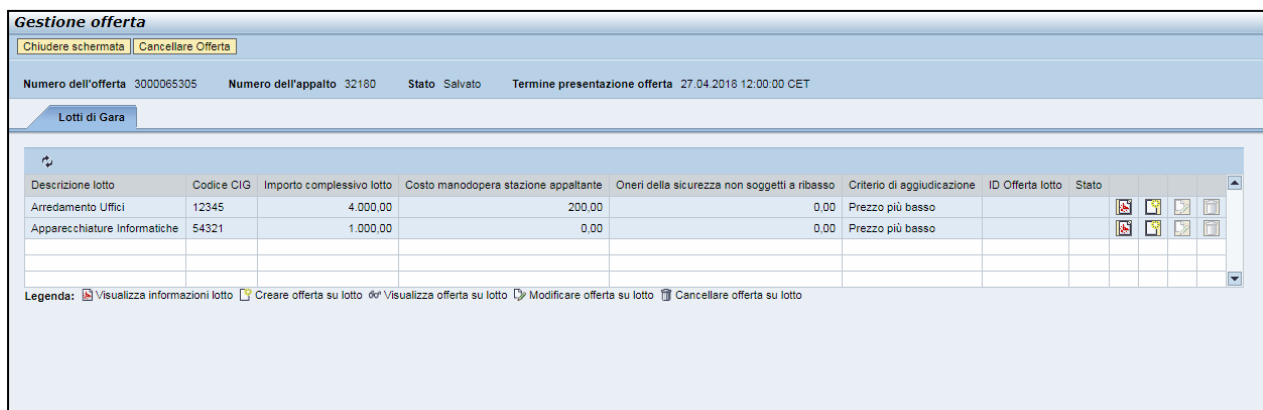 Gestione offerta
Chiudere schermata Cancellare Offerta
Numero dell'offerta 3000065305 Numero dell'appalto 32180 Stato Salvato Termine presentazione offerta 27.04.2018 12:00:00 CET
Lotti di Gara
Descrizione lotto Codice CIG Importo complessivo lotto Costo manodopera stazione appaltante Oneri della sicurezza non soggetti a ribasso Criterio di aggiudicazione ID Offerta lotto Stato
Arredamento Uffici 12345 4.000,00 200,00 0,00 Prezzo più basso
Apparecchiature Informatiche 54321 1.000,00 0,00 0,00 Prezzo più basso
Legenda: Visualizza informazioni lotto Creare offerta su lotto Visualizza offerta su lotto Modificare offerta su lotto Cancellare offerta su lotto